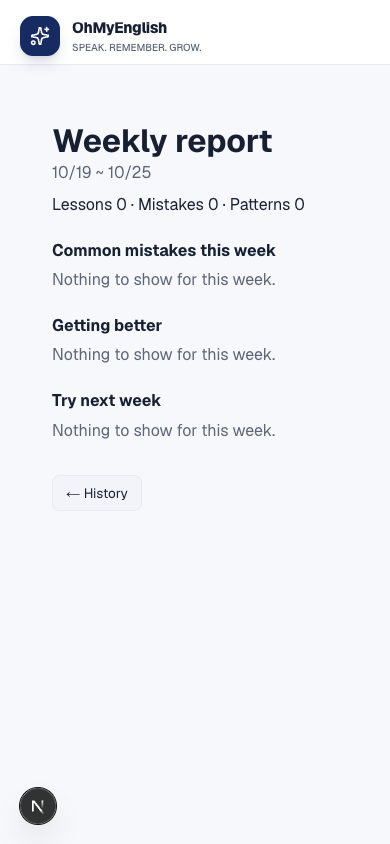 OhMyEnglish
SPEAK. REMEMBER. GROW.
Weekly report
10/19 ~ 10/25
Lessons 0 · Mistakes 0 · Patterns 0
Common mistakes this week
Nothing to show for this week.
Getting better
Nothing to show for this week.
Try next week
Nothing to show for this week.
← History
N